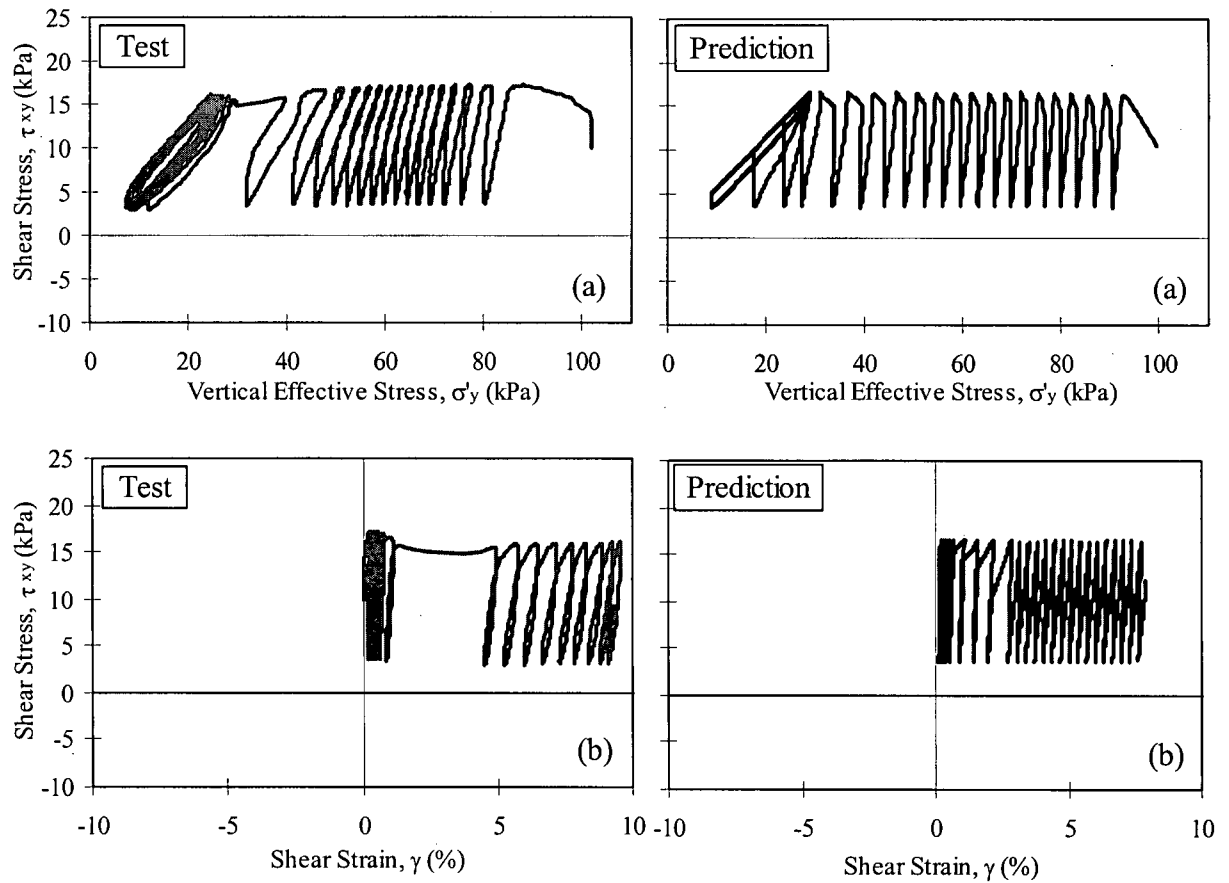 25
20
15
10
5
0
-5
-10
Shear Stress, τ xy (kPa)
Test
(a)
0 20 40 60 80 100
Vertical Effective Stress, σ'y (kPa)
Prediction
(a)
0 20 40 60 80 100
Vertical Effective Stress, σ'y (kPa)
25
20
15
10
5
0
-5
-10
Shear Stress, τ xy (kPa)
Test
(b)
-10 -5 0 5 10
Shear Strain, γ (%)
Prediction
(b)
-10 -5 0 5 10
Shear Strain, γ (%)